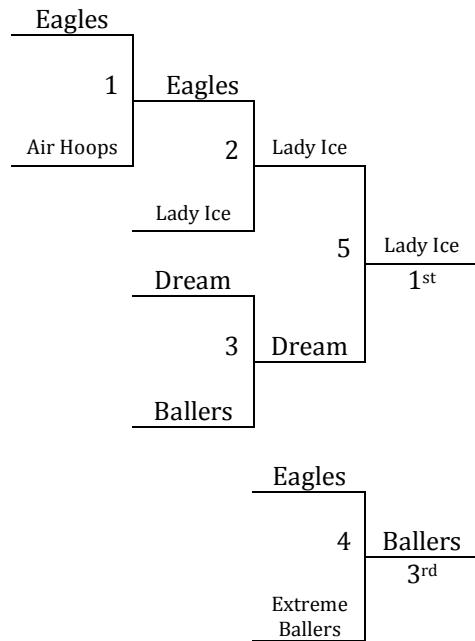 Eagles
1
Eagles
Air Hoops
2
Lady Ice
Lady Ice
5
Lady Ice
1st
Dream
3
Dream
Ballers
Eagles
4
Ballers
3rd
Extreme
Ballers